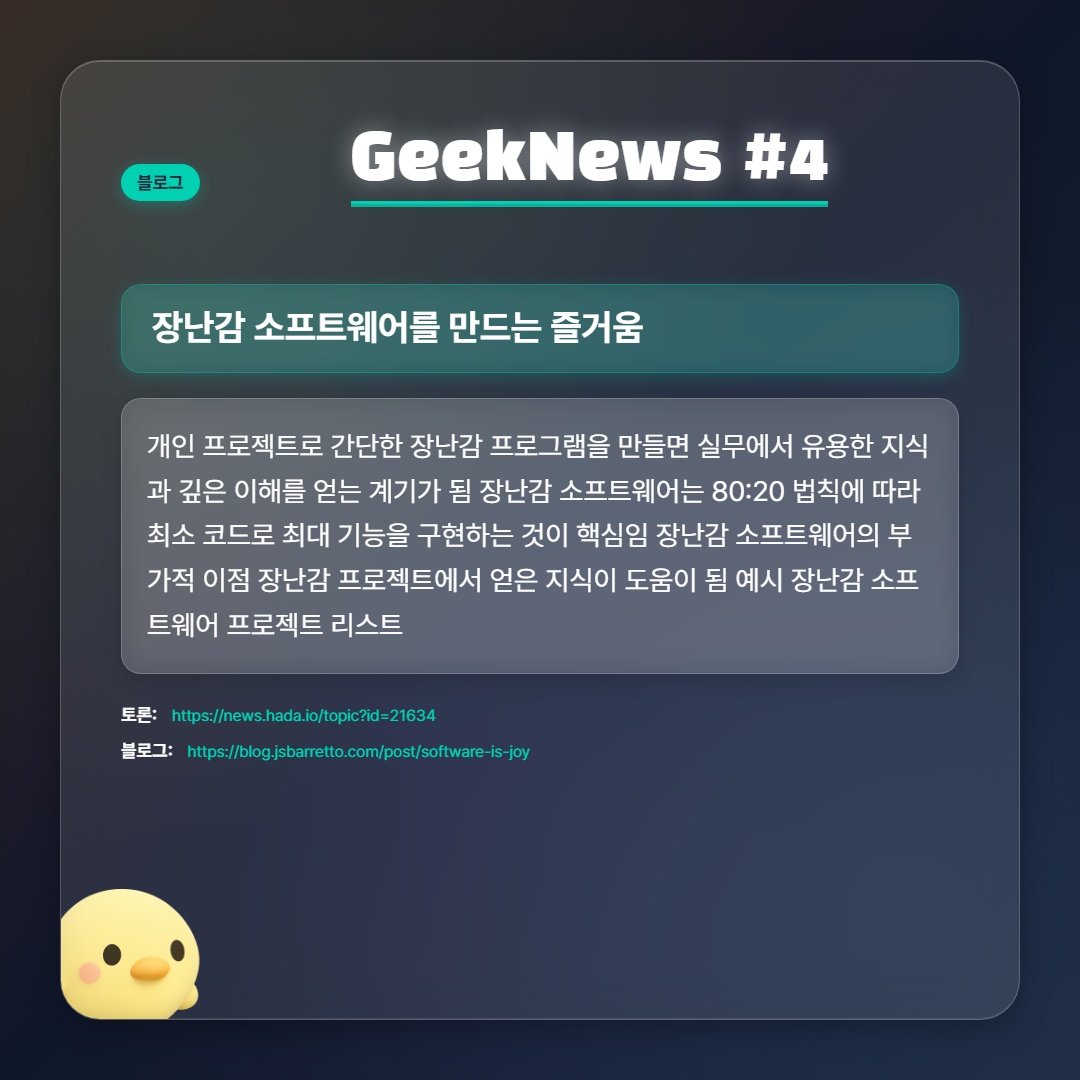 GeekNews #4
블로그
장난감 소프트웨어를 만드는 즐거움
개인 프로젝트로 간단한 장난감 프로그램을 만들면 실무에서 유용한 지식
과 깊은 이해를 얻는 계기가 됨 장난감 소프트웨어는 80:20 법칙에 따라
최소 코드로 최대 기능을 구현하는 것이 핵심임 장난감 소프트웨어의 부
가적 이점 장난감 프로젝트에서 얻은 지식이 도움이 됨 예시 장난감 소프
트웨어 프로젝트 리스트
토론: https://news.hada.io/topic?id=21634
블로그: https://blog.jsbarretto.com/post/software-is-joy